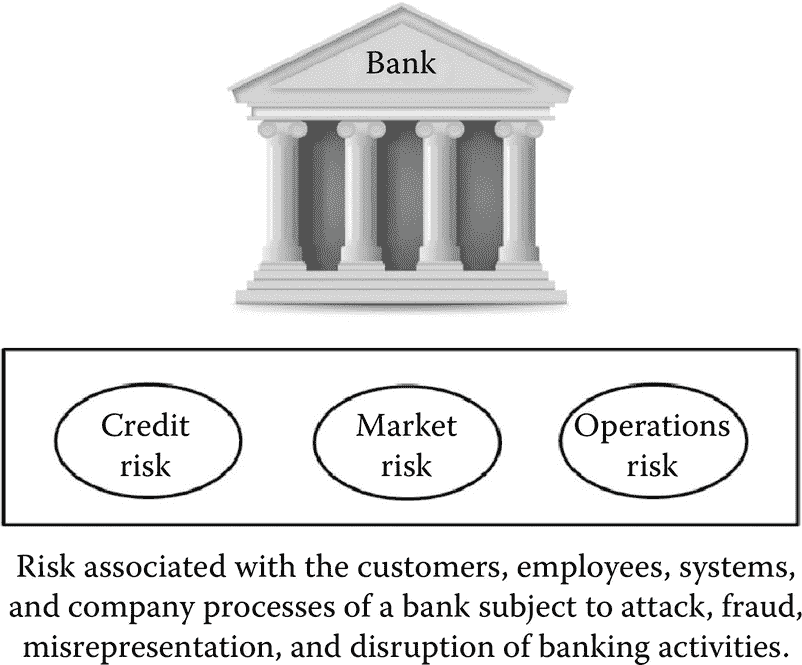 Bank
Credit
risk
Market
risk
Operations
risk
Risk associated with the customers, employees, systems,
and company processes of a bank subject to attack, fraud,
misrepresentation, and disruption of banking activities.